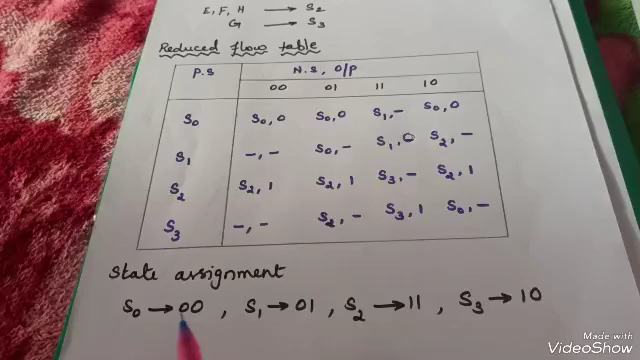 E, F, H → S2
G → S3
Reduced flow table
P.S N.S, O/P
00 01 11 10
S0 S0, 0 S0, 0 S1, - S0, 0
S1 -, - S0, - S1, 0 S2, -
S2 S2, 1 S2, 1 S3, - S2, 1
S3 -, - S2, - S3, 1 S0, -
State assignment
S0 → 00, S1 → 01, S2 → 11, S3 → 10
Made with
VideoShow